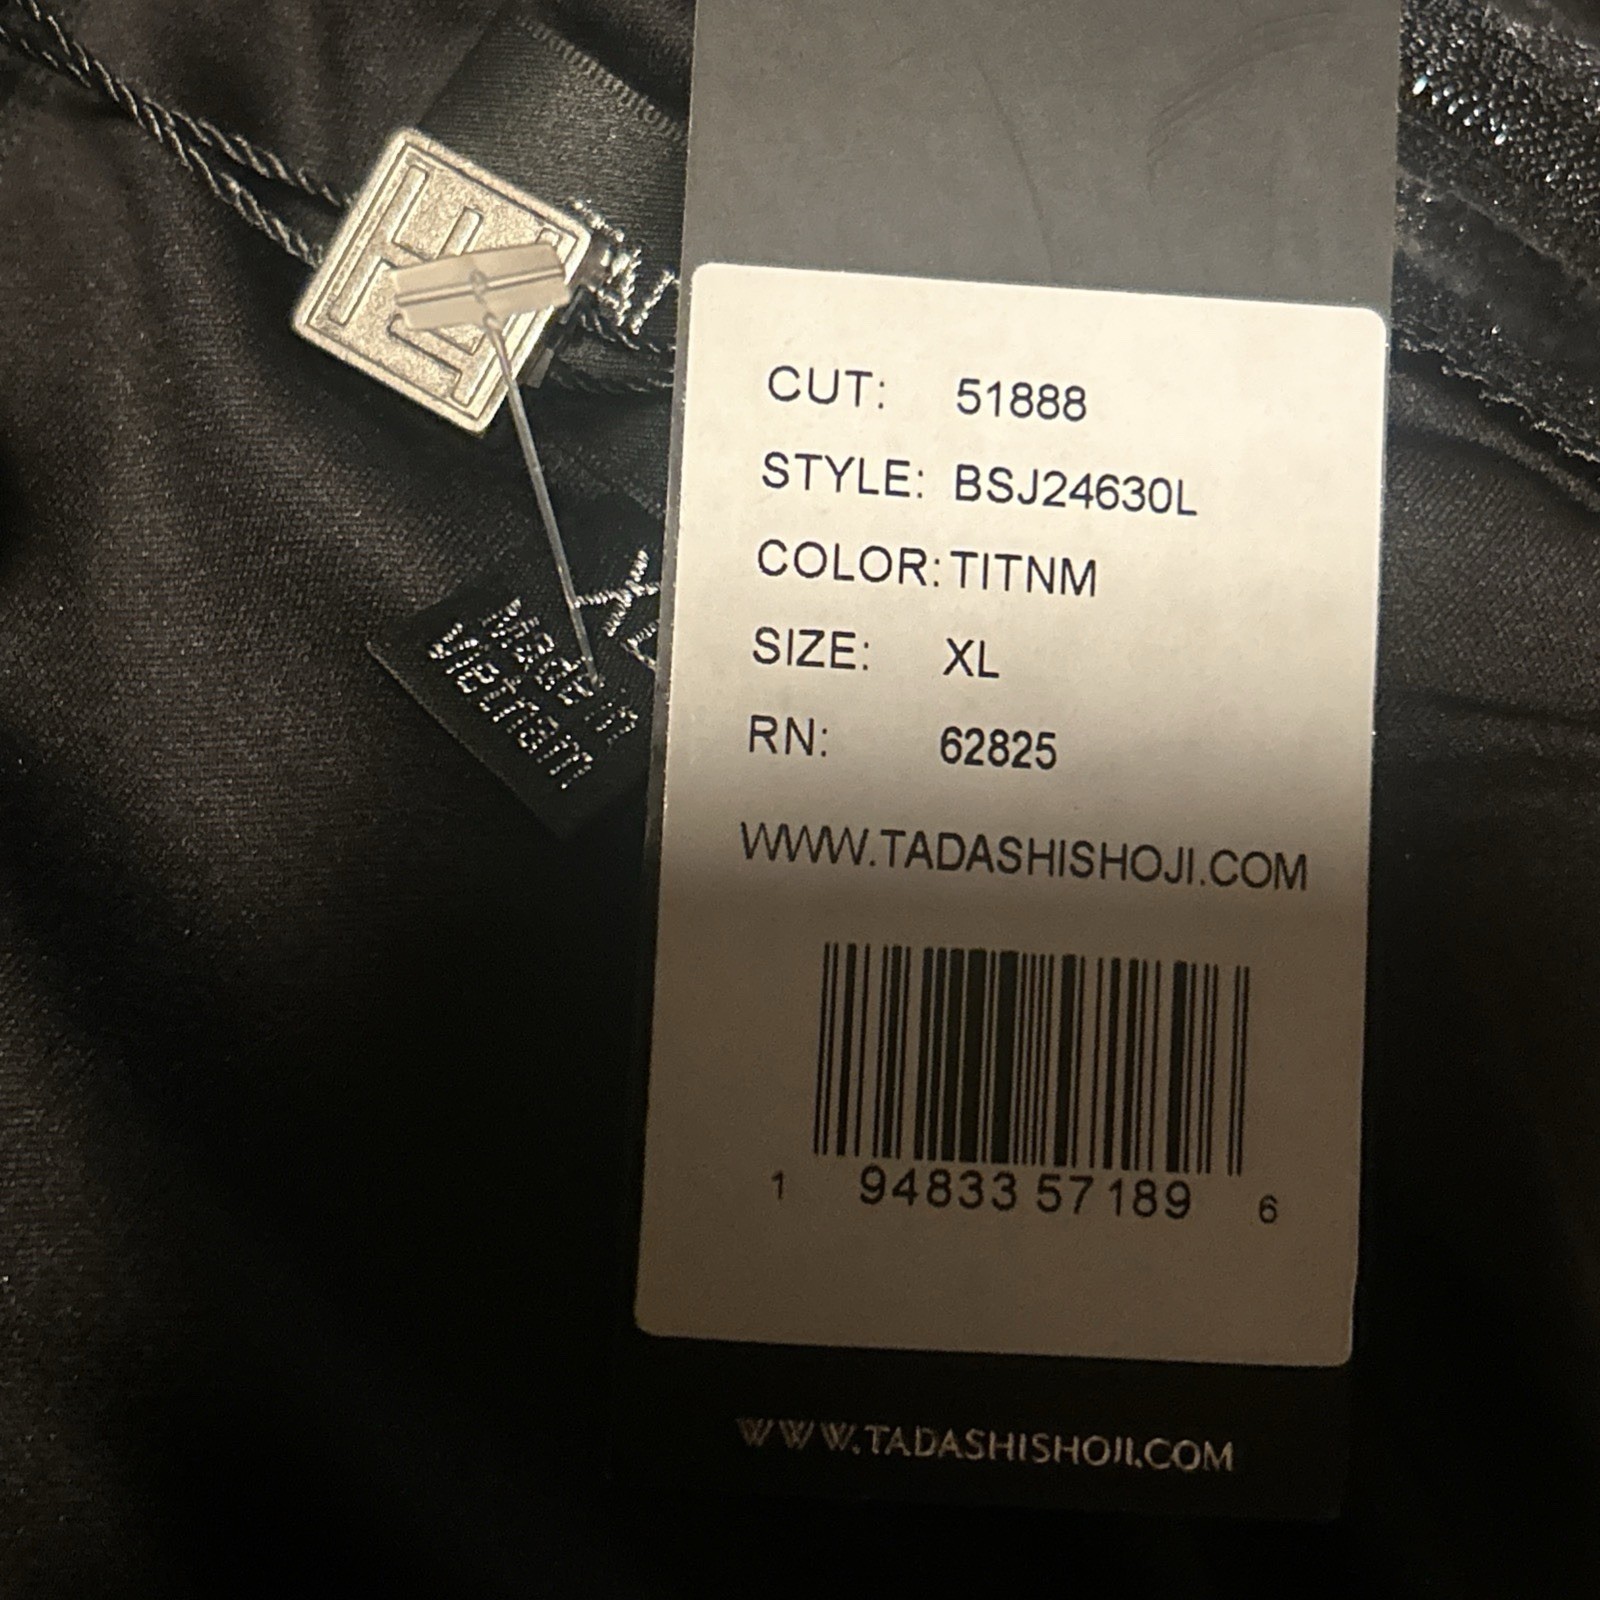 CUT: 51888
STYLE: BSJ24630L
COLOR: TITNM
SIZE: XL
RN: 62825
WWW.TADASHISHOJI.COM
1 94833 57189 6
WWW.TADASHISHOJI.COM
Made in
Vietnam